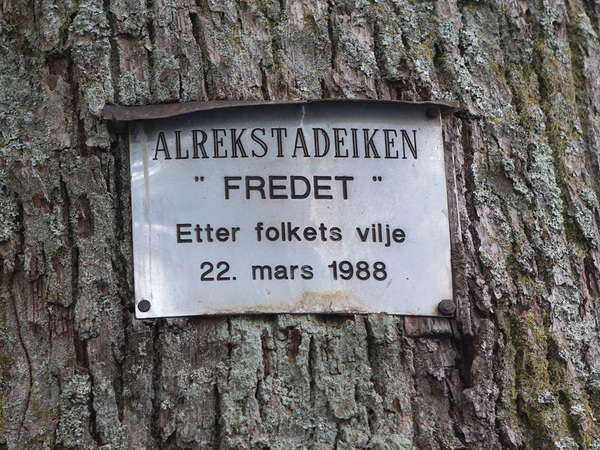 ALREKSTADEIKEN
" FREDET "
Etter folkets vilje
22. mars 1988